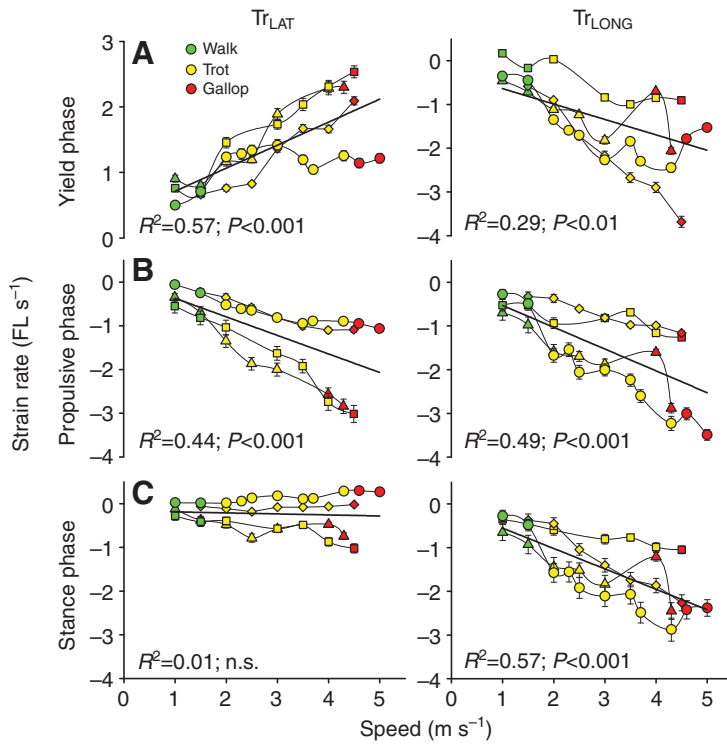 Tr_LAT Tr_LONG
A
Walk
Trot
Gallop
3
2
1
0
0
−1
−2
−3
−4
Yield phase
R²=0.57; P<0.001
R²=0.29; P<0.01
B
0
−1
−2
−3
−4
0
−1
−2
−3
−4
Strain rate (FL s⁻¹)
Propulsive phase
R²=0.44; P<0.001
R²=0.49; P<0.001
C
1
0
−1
−2
−3
−4
0
−1
−2
−3
−4
Stance phase
R²=0.01; n.s.
R²=0.57; P<0.001
0 1 2 3 4 5 0 1 2 3 4 5
Speed (m s⁻¹)